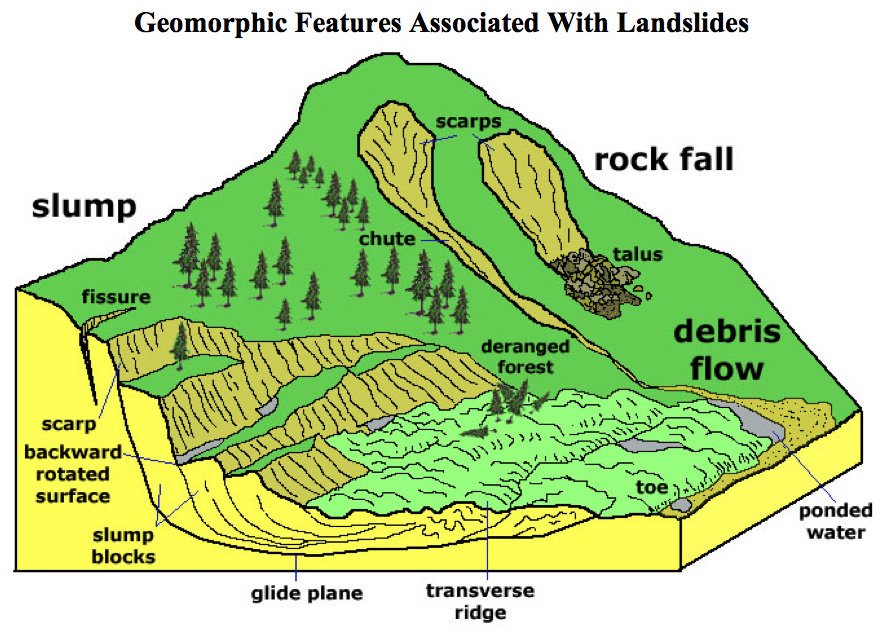 Geomorphic Features Associated With Landslides
scarps
rock fall
slump
chute
talus
fissure
debris
flow
deranged
forest
scarp
backward
rotated
surface
toe
ponded
water
slump
blocks
glide plane
transverse
ridge